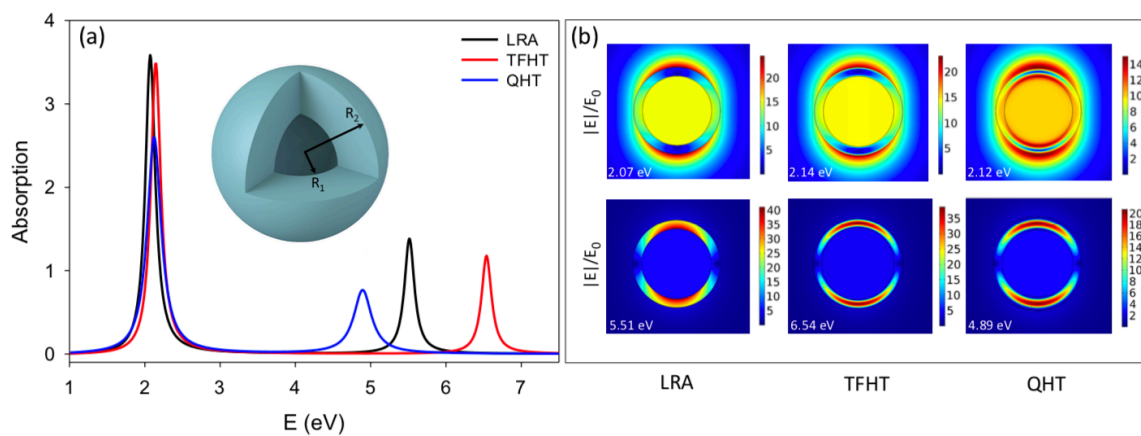 (a)
LRA
TFHT
QHT
R2
R1
4
3
2
1
0
Absorption
1 2 3 4 5 6 7
E (eV)
(b)
|E|/E0
2.07 eV
20
15
10
5
2.14 eV
20
15
10
5
2.12 eV
14
12
10
8
6
4
2
|E|/E0
5.51 eV
40
35
30
25
20
15
10
5
6.54 eV
35
30
25
20
15
10
5
4.89 eV
20
18
16
14
12
10
8
6
4
2
LRA TFHT QHT